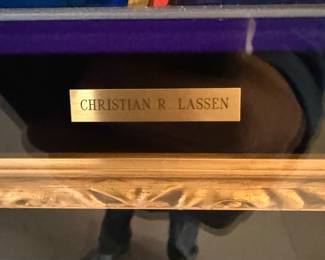 CHRISTIAN R. LASSEN